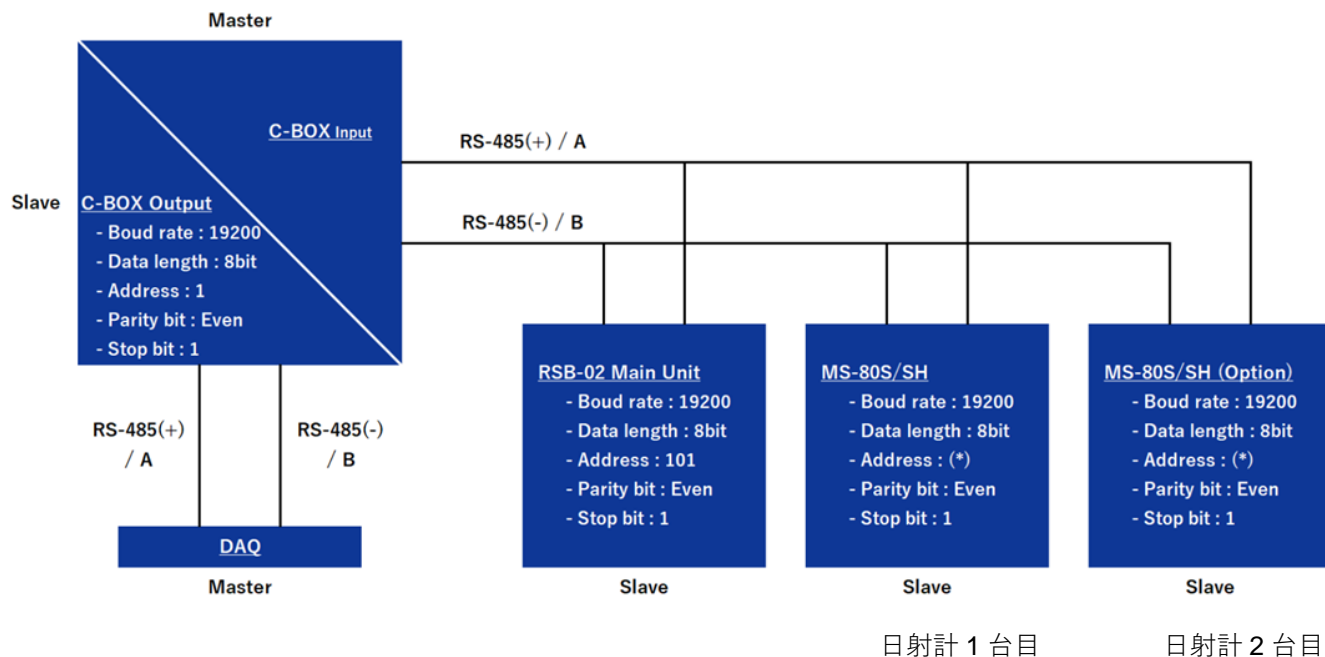 Master
C-BOX Input
RS-485(+) / A
Slave
C-BOX Output
- Boud rate : 19200
- Data length : 8bit
- Address : 1
- Parity bit : Even
- Stop bit : 1
RS-485(-) / B
RS-485(+)
/ A
RS-485(-)
/ B
DAQ
Master
RSB-02 Main Unit
- Boud rate : 19200
- Data length : 8bit
- Address : 101
- Parity bit : Even
- Stop bit : 1
Slave
MS-80S/SH
- Boud rate : 19200
- Data length : 8bit
- Address : (*)
- Parity bit : Even
- Stop bit : 1
Slave
日射計 1 台目
MS-80S/SH (Option)
- Boud rate : 19200
- Data length : 8bit
- Address : (*)
- Parity bit : Even
- Stop bit : 1
Slave
日射計 2 台目